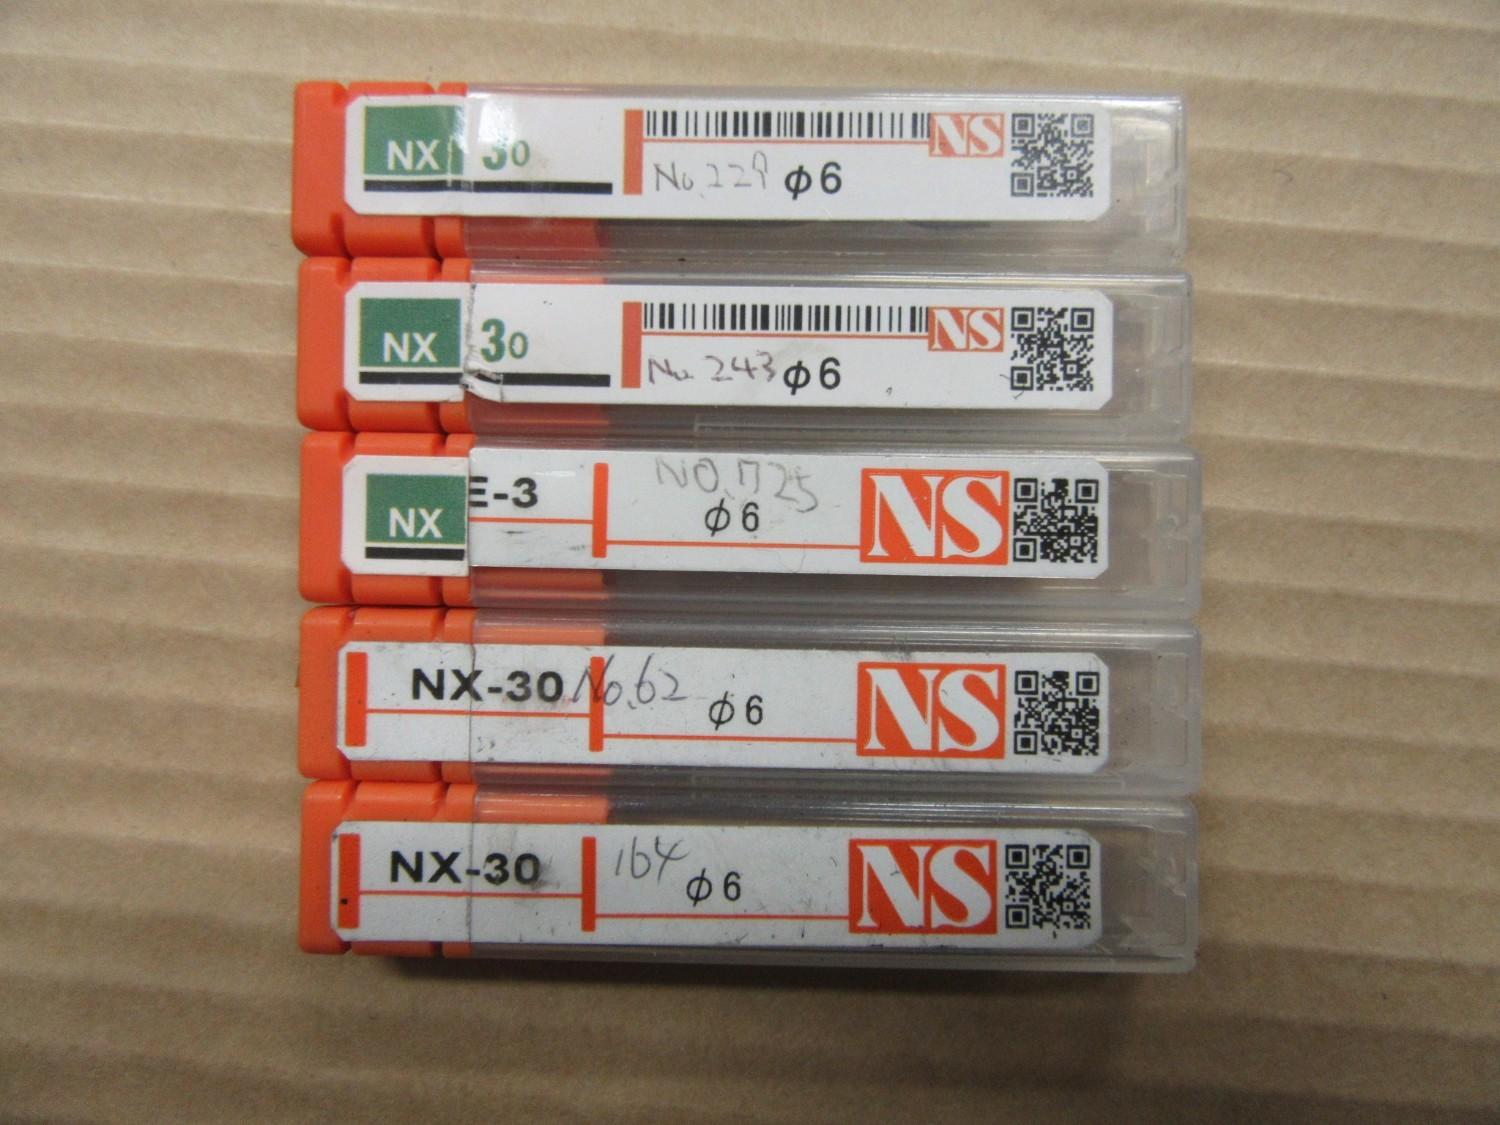 NX 30
NS
No.229 φ6
NX 30
NS
No.243 φ6
NX E-3
NO.725
φ6
NS
NX-30 No.62
φ6
NS
NX-30 164
φ6
NS